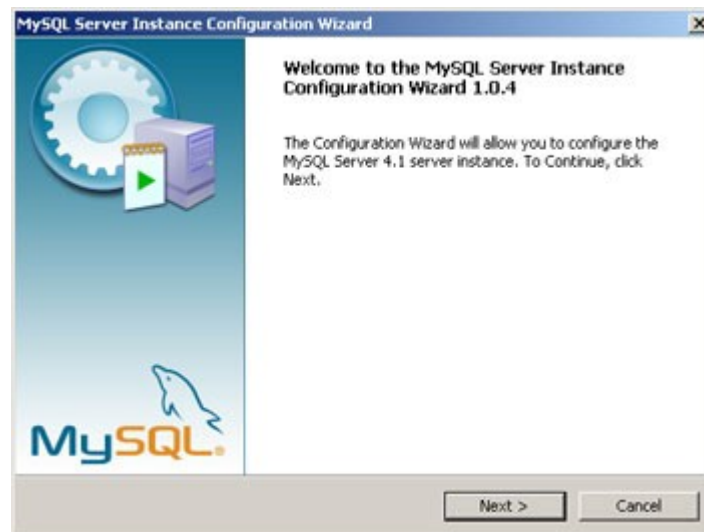 MySQL Server Instance Configuration Wizard
Welcome to the MySQL Server Instance
Configuration Wizard 1.0.4
The Configuration Wizard will allow you to configure the
MySQL Server 4.1 server instance. To Continue, click
Next.
MySQL®
Next >
Cancel